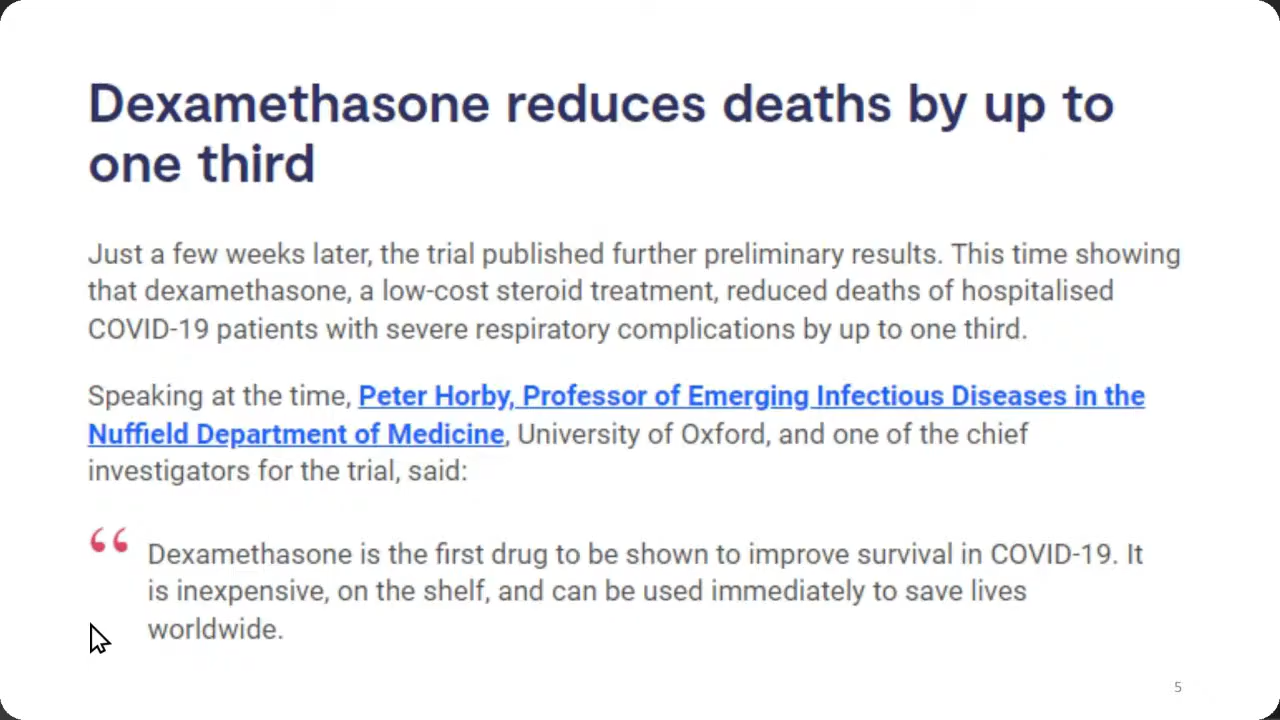 Dexamethasone reduces deaths by up to
one third
Just a few weeks later, the trial published further preliminary results. This time showing
that dexamethasone, a low-cost steroid treatment, reduced deaths of hospitalised
COVID-19 patients with severe respiratory complications by up to one third.
Speaking at the time, Peter Horby, Professor of Emerging Infectious Diseases in the
Nuffield Department of Medicine, University of Oxford, and one of the chief
investigators for the trial, said:
“ Dexamethasone is the first drug to be shown to improve survival in COVID-19. It
is inexpensive, on the shelf, and can be used immediately to save lives
worldwide.
5